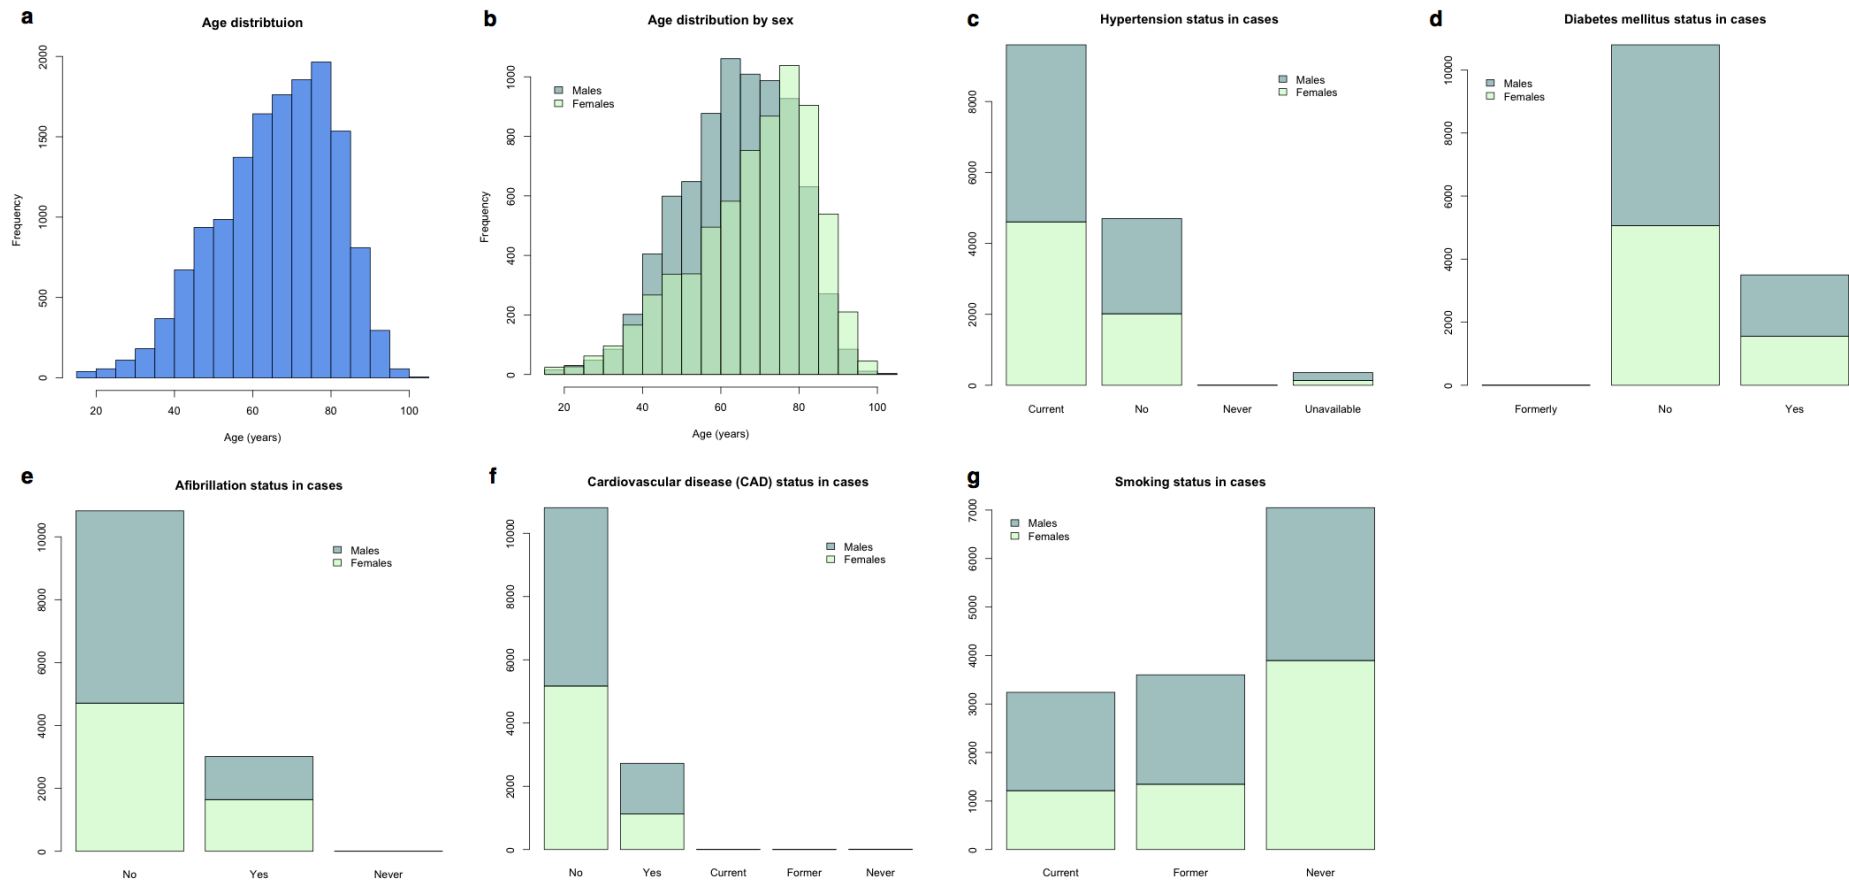 a
Age distribtuion
Frequency
0
500
1000
1500
2000
20
40
60
80
100
Age (years)
b
Age distribution by sex
Males
Females
Frequency
0
200
400
600
800
1000
20
40
60
80
100
Age (years)
c
Hypertension status in cases
Males
Females
0
2000
4000
6000
8000
Current
No
Never
Unavailable
d
Diabetes mellitus status in cases
Males
Females
0
2000
4000
6000
8000
10000
Formerly
No
Yes
e
Afibrillation status in cases
Males
Females
0
2000
4000
6000
8000
10000
No
Yes
Never
f
Cardiovascular disease (CAD) status in cases
Males
Females
0
2000
4000
6000
8000
10000
No
Yes
Current
Former
Never
g
Smoking status in cases
Males
Females
0
1000
2000
3000
4000
5000
6000
7000
Current
Former
Never